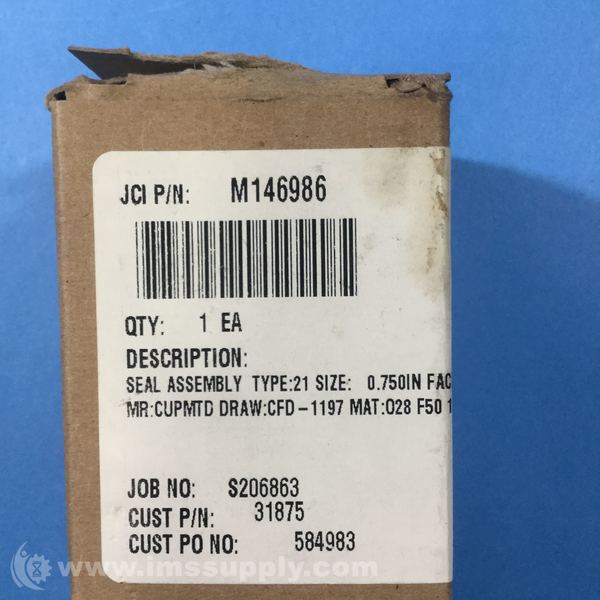 JCI P/N: M146986
QTY: 1 EA
DESCRIPTION:
SEAL ASSEMBLY TYPE:21 SIZE: 0.750IN FAC
MR:CUPMTD DRAW:CFD-1197 MAT:028 F50 1
JOB NO: S206863
CUST P/N: 31875
CUST PO NO: 584983
www.imssupply.com